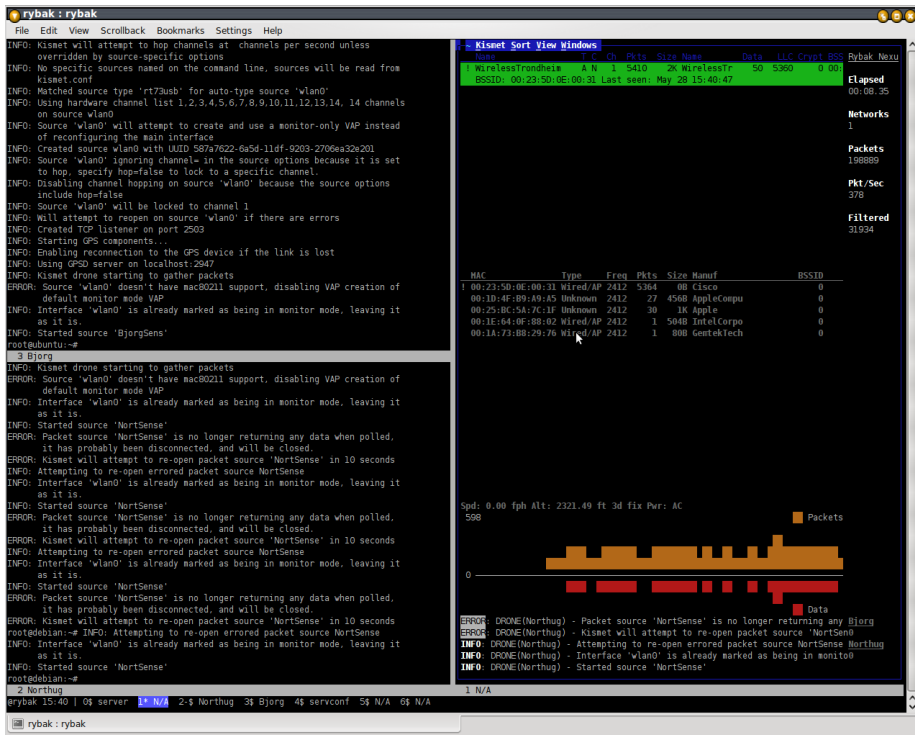 rybak : rybak
File Edit View Scrollback Bookmarks Settings Help
INFO: Kismet will attempt to hop channels at channels per second unless
overridden by source-specific options
INFO: No specific sources named on the command line, sources will be read from
kismet.conf
INFO: Matched source type 'rt73usb' for auto-type source 'wlan0'
INFO: Using hardware channel list 1,2,3,4,5,6,7,8,9,10,11,12,13,14, 14 channels
on source wlan0
INFO: Source 'wlan0' will attempt to create and use a monitor-only VAP instead
of reconfiguring the main interface
INFO: Created source wlan0 with UUID 587a7622-6a5d-11df-9203-2706ea32e201
INFO: Source 'wlan0' ignoring channel= in the source options because it is set
to hop, specify hop=false to lock to a specific channel.
INFO: Disabling channel hopping on source 'wlan0' because the source options
include hop=false
INFO: Source 'wlan0' will be locked to channel 1
INFO: Will attempt to reopen on source 'wlan0' if there are errors
INFO: Created TCP listener on port 2503
INFO: Starting GPS components...
INFO: Enabling reconnection to the GPS device if the link is lost
INFO: Using GPSD server on localhost:2947
INFO: Kismet drone starting to gather packets
ERROR: Source 'wlan0' doesn't have mac80211 support, disabling VAP creation of
default monitor mode VAP
INFO: Interface 'wlan0' is already marked as being in monitor mode, leaving it
as it is.
INFO: Started source 'BjorgSens'
root@ubuntu:~#
3 Bjorg
INFO: Kismet drone starting to gather packets
ERROR: Source 'wlan0' doesn't have mac80211 support, disabling VAP creation of
default monitor mode VAP
INFO: Interface 'wlan0' is already marked as being in monitor mode, leaving it
as it is.
INFO: Started source 'NortSense'
ERROR: Packet source 'NortSense' is no longer returning any data when polled,
it has probably been disconnected, and will be closed.
ERROR: Kismet will attempt to re-open packet source 'NortSense' in 10 seconds
INFO: Attempting to re-open errored packet source NortSense
INFO: Interface 'wlan0' is already marked as being in monitor mode, leaving it
as it is.
INFO: Started source 'NortSense'
ERROR: Packet source 'NortSense' is no longer returning any data when polled,
it has probably been disconnected, and will be closed.
ERROR: Kismet will attempt to re-open packet source 'NortSense' in 10 seconds
INFO: Attempting to re-open errored packet source NortSense
INFO: Interface 'wlan0' is already marked as being in monitor mode, leaving it
as it is.
INFO: Started source 'NortSense'
ERROR: Packet source 'NortSense' is no longer returning any data when polled,
it has probably been disconnected, and will be closed.
ERROR: Kismet will attempt to re-open packet source 'NortSense' in 10 seconds
root@debian:~# INFO: Attempting to re-open errored packet source NortSense
INFO: Interface 'wlan0' is already marked as being in monitor mode, leaving it
as it is.
INFO: Started source 'NortSense'
root@debian:~#
2 Northug
~ Kismet Sort View Windows
Name T C Ch Pkts Size Name Data LLC Crypt BSS
! WirelessTrondheim A N 1 5410 2K WirelessTr 50 5360 0 00:
BSSID: 00:23:5D:0E:00:31 Last seen: May 28 15:40:47
Rybak Nexu
Elapsed
00:08.35
Networks
1
Packets
198889
Pkt/Sec
378
Filtered
31934
MAC Type Freq Pkts Size Manuf BSSID
! 00:23:5D:0E:00:31 Wired/AP 2412 5364 0B Cisco 0
00:1D:4F:B9:A9:A5 Unknown 2412 27 456B AppleCompu 0
00:25:BC:5A:7C:1F Unknown 2412 30 1K Apple 0
00:1E:64:0F:88:02 Wired/AP 2412 1 504B IntelCorpo 0
00:1A:73:B8:29:76 Wired/AP 2412 1 80B GemtekTech 0
Spd: 0.00 fph Alt: 2321.49 ft 3d fix Pwr: AC
598
Packets
0
Data
ERROR: DRONE(Northug) - Packet source 'NortSense' is no longer returning any Bjorg
ERROR: DRONE(Northug) - Kismet will attempt to re-open packet source 'NortSen0
INFO: DRONE(Northug) - Attempting to re-open errored packet source NortSense Northug
INFO: DRONE(Northug) - Interface 'wlan0' is already marked as being in monito0
INFO: DRONE(Northug) - Started source 'NortSense'
1 N/A
@rybak 15:40 | 0$ server 1* N/A 2-$ Northug 3$ Bjorg 4$ servconf 5$ N/A 6$ N/A
rybak : rybak